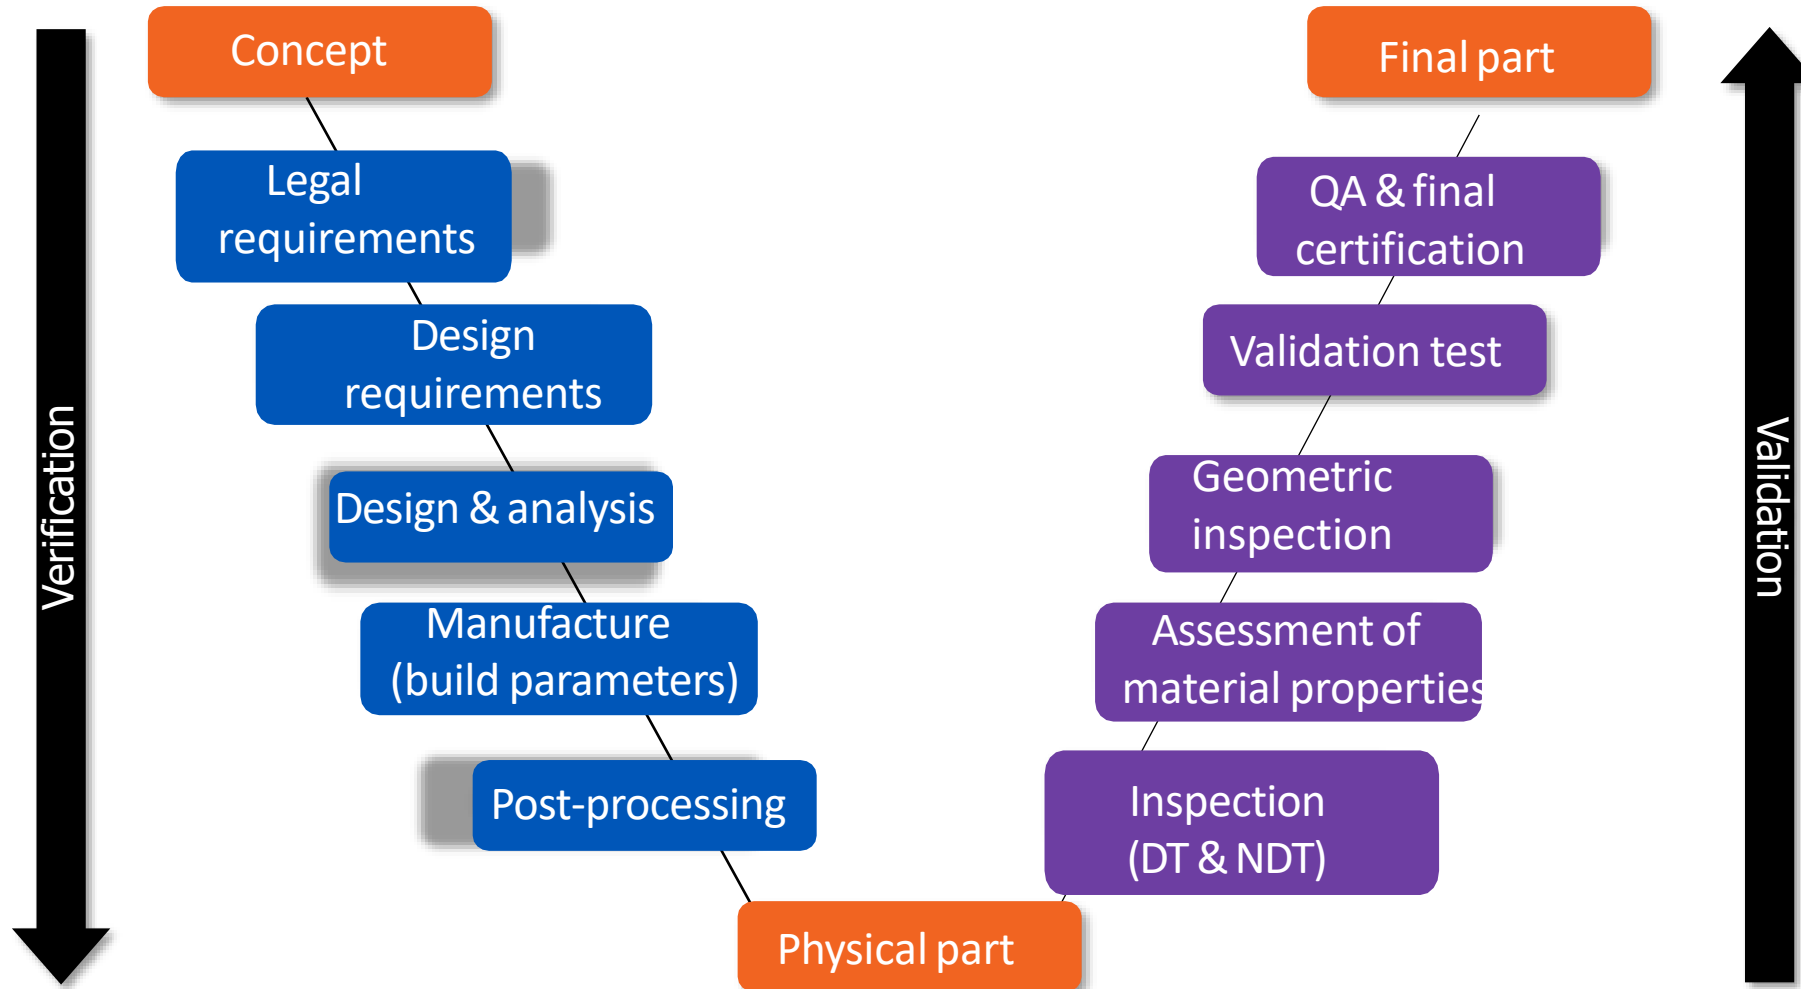 Concept
Legal
requirements
Design
requirements
Design & analysis
Manufacture
(build parameters)
Post-processing
Physical part
Final part
QA & final
certification
Validation test
Geometric
inspection
Assessment of
material properties
Inspection
(DT & NDT)
Verification
Validation